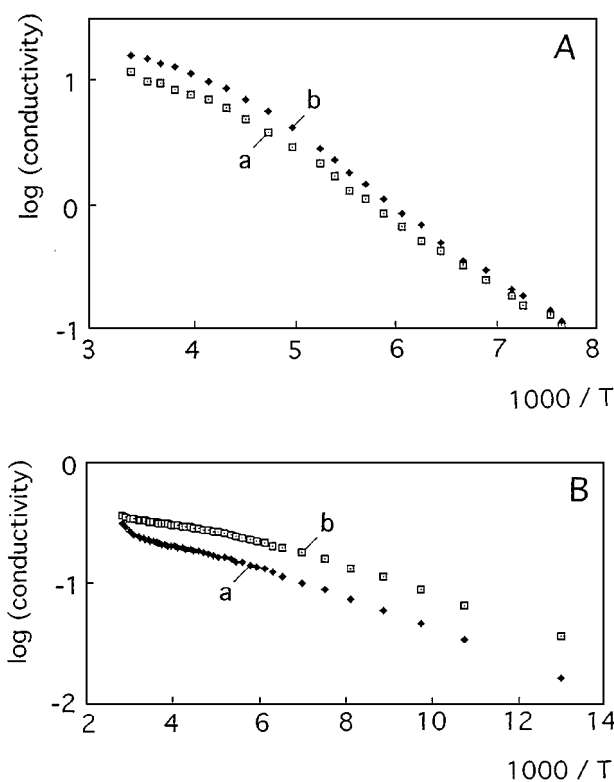 A
log (conductivity)
1
0
-1
b
a
3 4 5 6 7 8
1000 / T
B
log (conductivity)
0
-1
-2
b
a
2 4 6 8 10 12 14
1000 / T